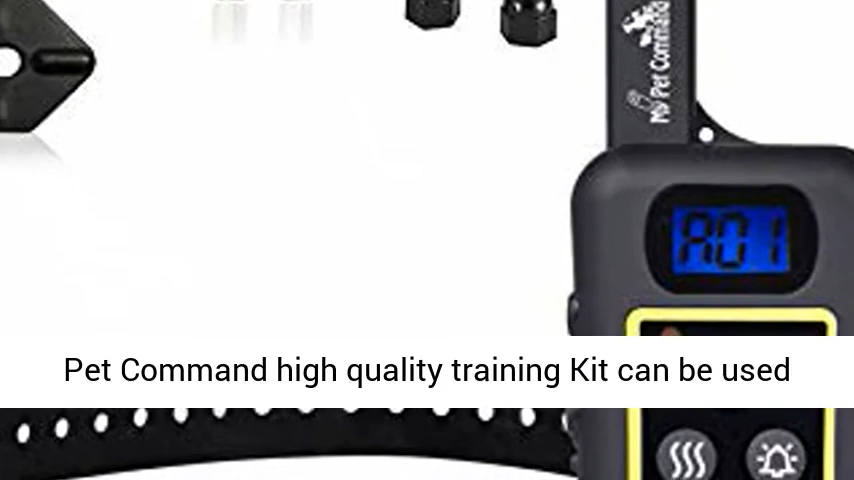 My Pet Command
A01
Pet Command high quality training Kit can be used